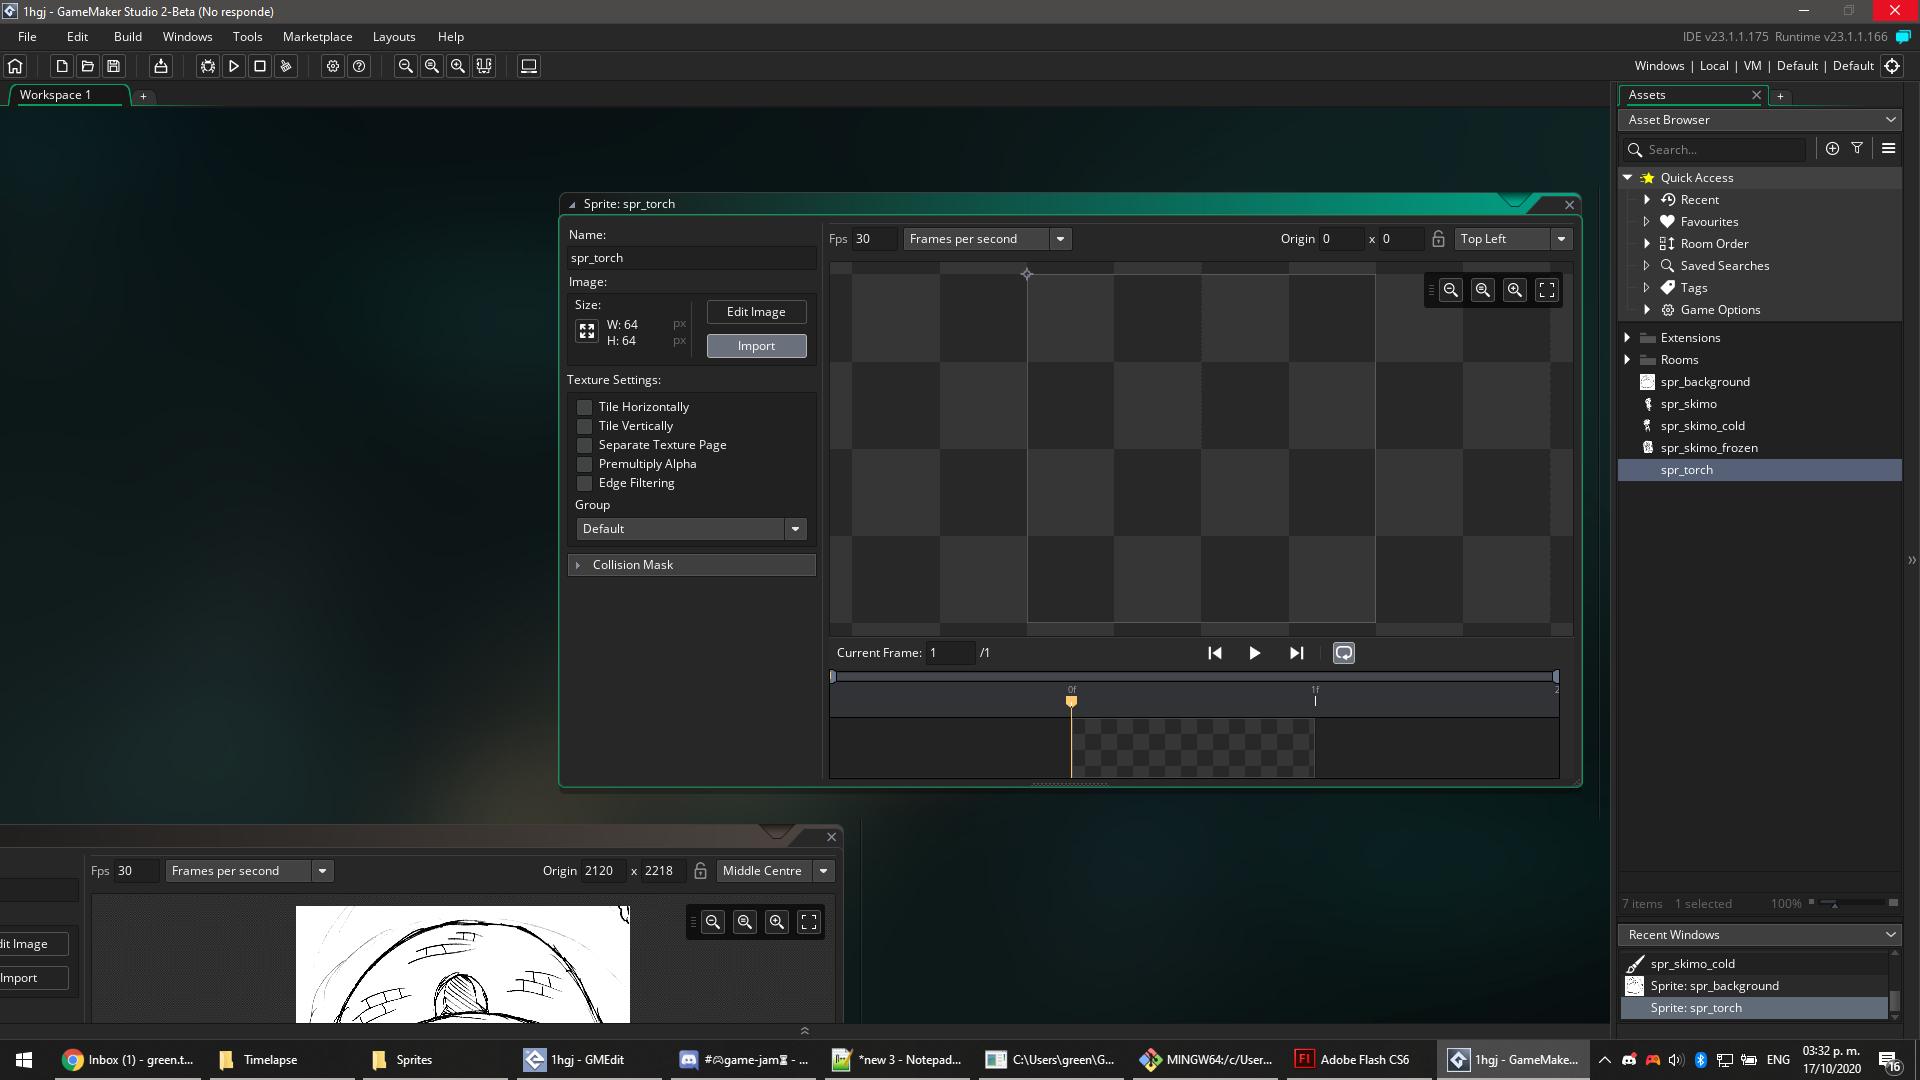 1hgj - GameMaker Studio 2-Beta (No responde)
File Edit Build Windows Tools Marketplace Layouts Help
IDE v23.1.1.175 Runtime v23.1.1.166
Windows | Local | VM | Default | Default
Workspace 1 +
Assets +
Asset Browser
Search...
Quick Access
Recent
Favourites
Room Order
Saved Searches
Tags
Game Options
Extensions
Rooms
spr_background
spr_skimo
spr_skimo_cold
spr_skimo_frozen
spr_torch
7 items 1 selected 100%
Recent Windows
spr_skimo_cold
Sprite: spr_background
Sprite: spr_torch
Sprite: spr_torch
Name:
spr_torch
Image:
Size:
W: 64 px
H: 64 px
Edit Image
Import
Texture Settings:
Tile Horizontally
Tile Vertically
Separate Texture Page
Premultiply Alpha
Edge Filtering
Group
Default
Collision Mask
Fps 30 Frames per second Origin 0 x 0 Top Left
Current Frame: 1 /1
0f 1f 2
Fps 30 Frames per second Origin 2120 x 2218 Middle Centre
dit Image
mport
Inbox (1) - green.t... Timelapse Sprites 1hgj - GMEdit #🎮game-jam⏳ - ... *new 3 - Notepad... C:\Users\green\G... MINGW64:/c/User... Adobe Flash CS6 1hgj - GameMake... ENG
03:32 p. m.
17/10/2020
16